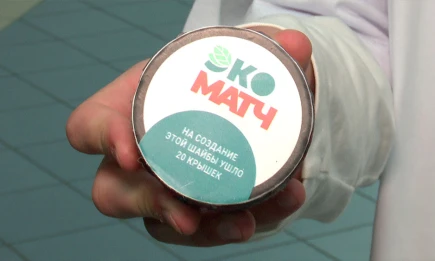 ЭКО
МАТЧ
НА СОЗДАНИЕ
ЭТОЙ ШАЙБЫ УШЛО
20 КРЫШЕК